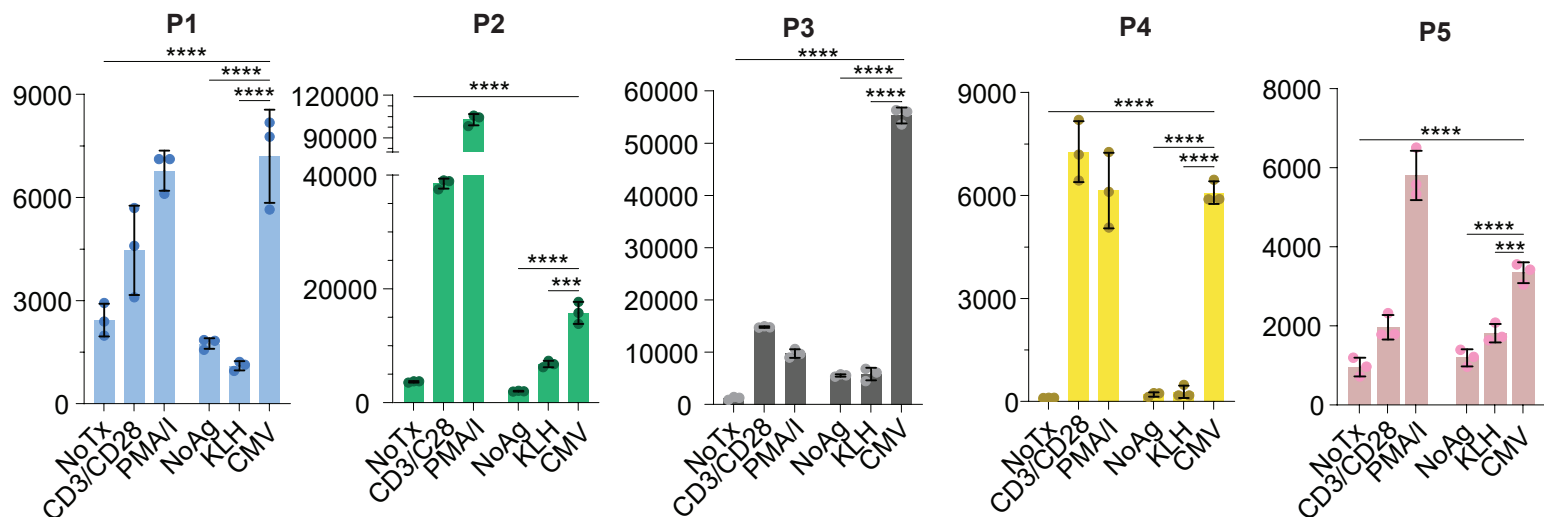 P1
****
****
****
9000
6000
3000
0
NoTx
CD3/CD28
PMA/I
NoAg
KLH
CMV
P2
****
****
***
120000
90000
40000
20000
0
NoTx
CD3/CD28
PMA/I
NoAg
KLH
CMV
P3
****
****
****
60000
50000
40000
30000
20000
10000
0
NoTx
CD3/CD28
PMA/I
NoAg
KLH
CMV
P4
****
****
****
9000
6000
3000
0
NoTx
CD3/CD28
PMA/I
NoAg
KLH
CMV
P5
****
****
***
8000
6000
4000
2000
0
NoTx
CD3/CD28
PMA/I
NoAg
KLH
CMV